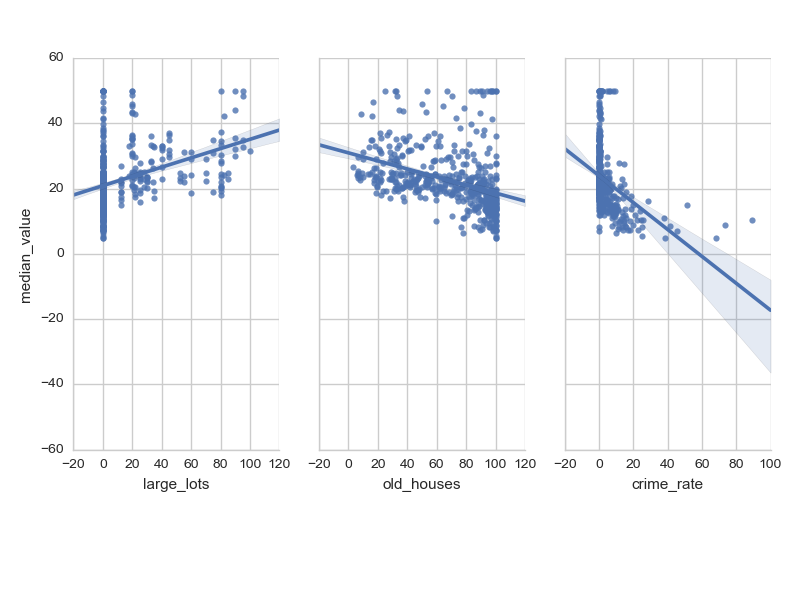 60
40
20
0
−20
−40
−60
median_value
−20 0 20 40 60 80 100 120
large_lots
−20 0 20 40 60 80 100 120
old_houses
−20 0 20 40 60 80 100
crime_rate